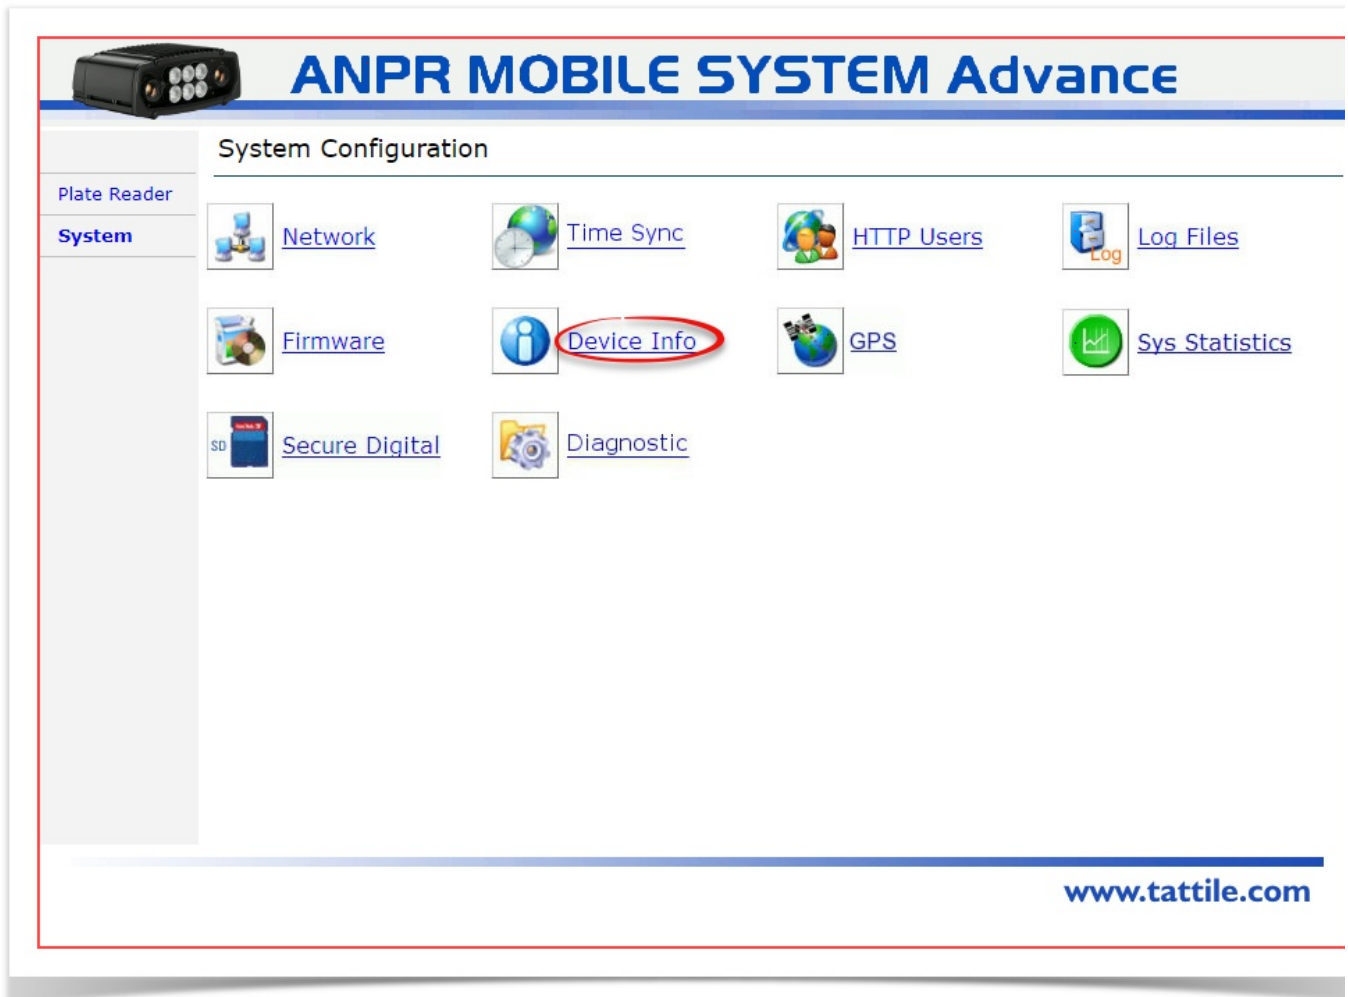 ANPR MOBILE SYSTEM Advance
System Configuration
Plate Reader
System
Network
Time Sync
HTTP Users
Log
Log Files
Firmware
Device Info
GPS
Sys Statistics
SD
Secure Digital
Diagnostic
www.tattile.com